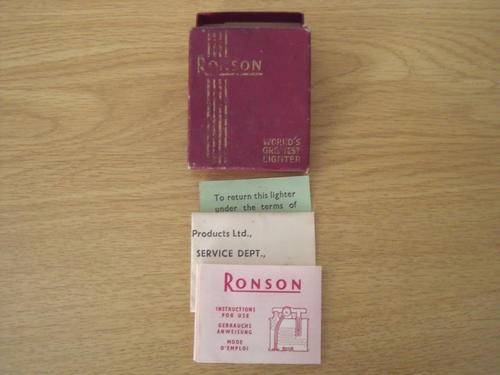 RONSON
WORLD'S
GREATEST
LIGHTER
To return this lighter
under the terms of
Products Ltd.,
SERVICE DEPT.,
RONSON
INSTRUCTIONS
FOR USE
GEBRAUCHS
ANWEISUNG
MODE
D'EMPLOI